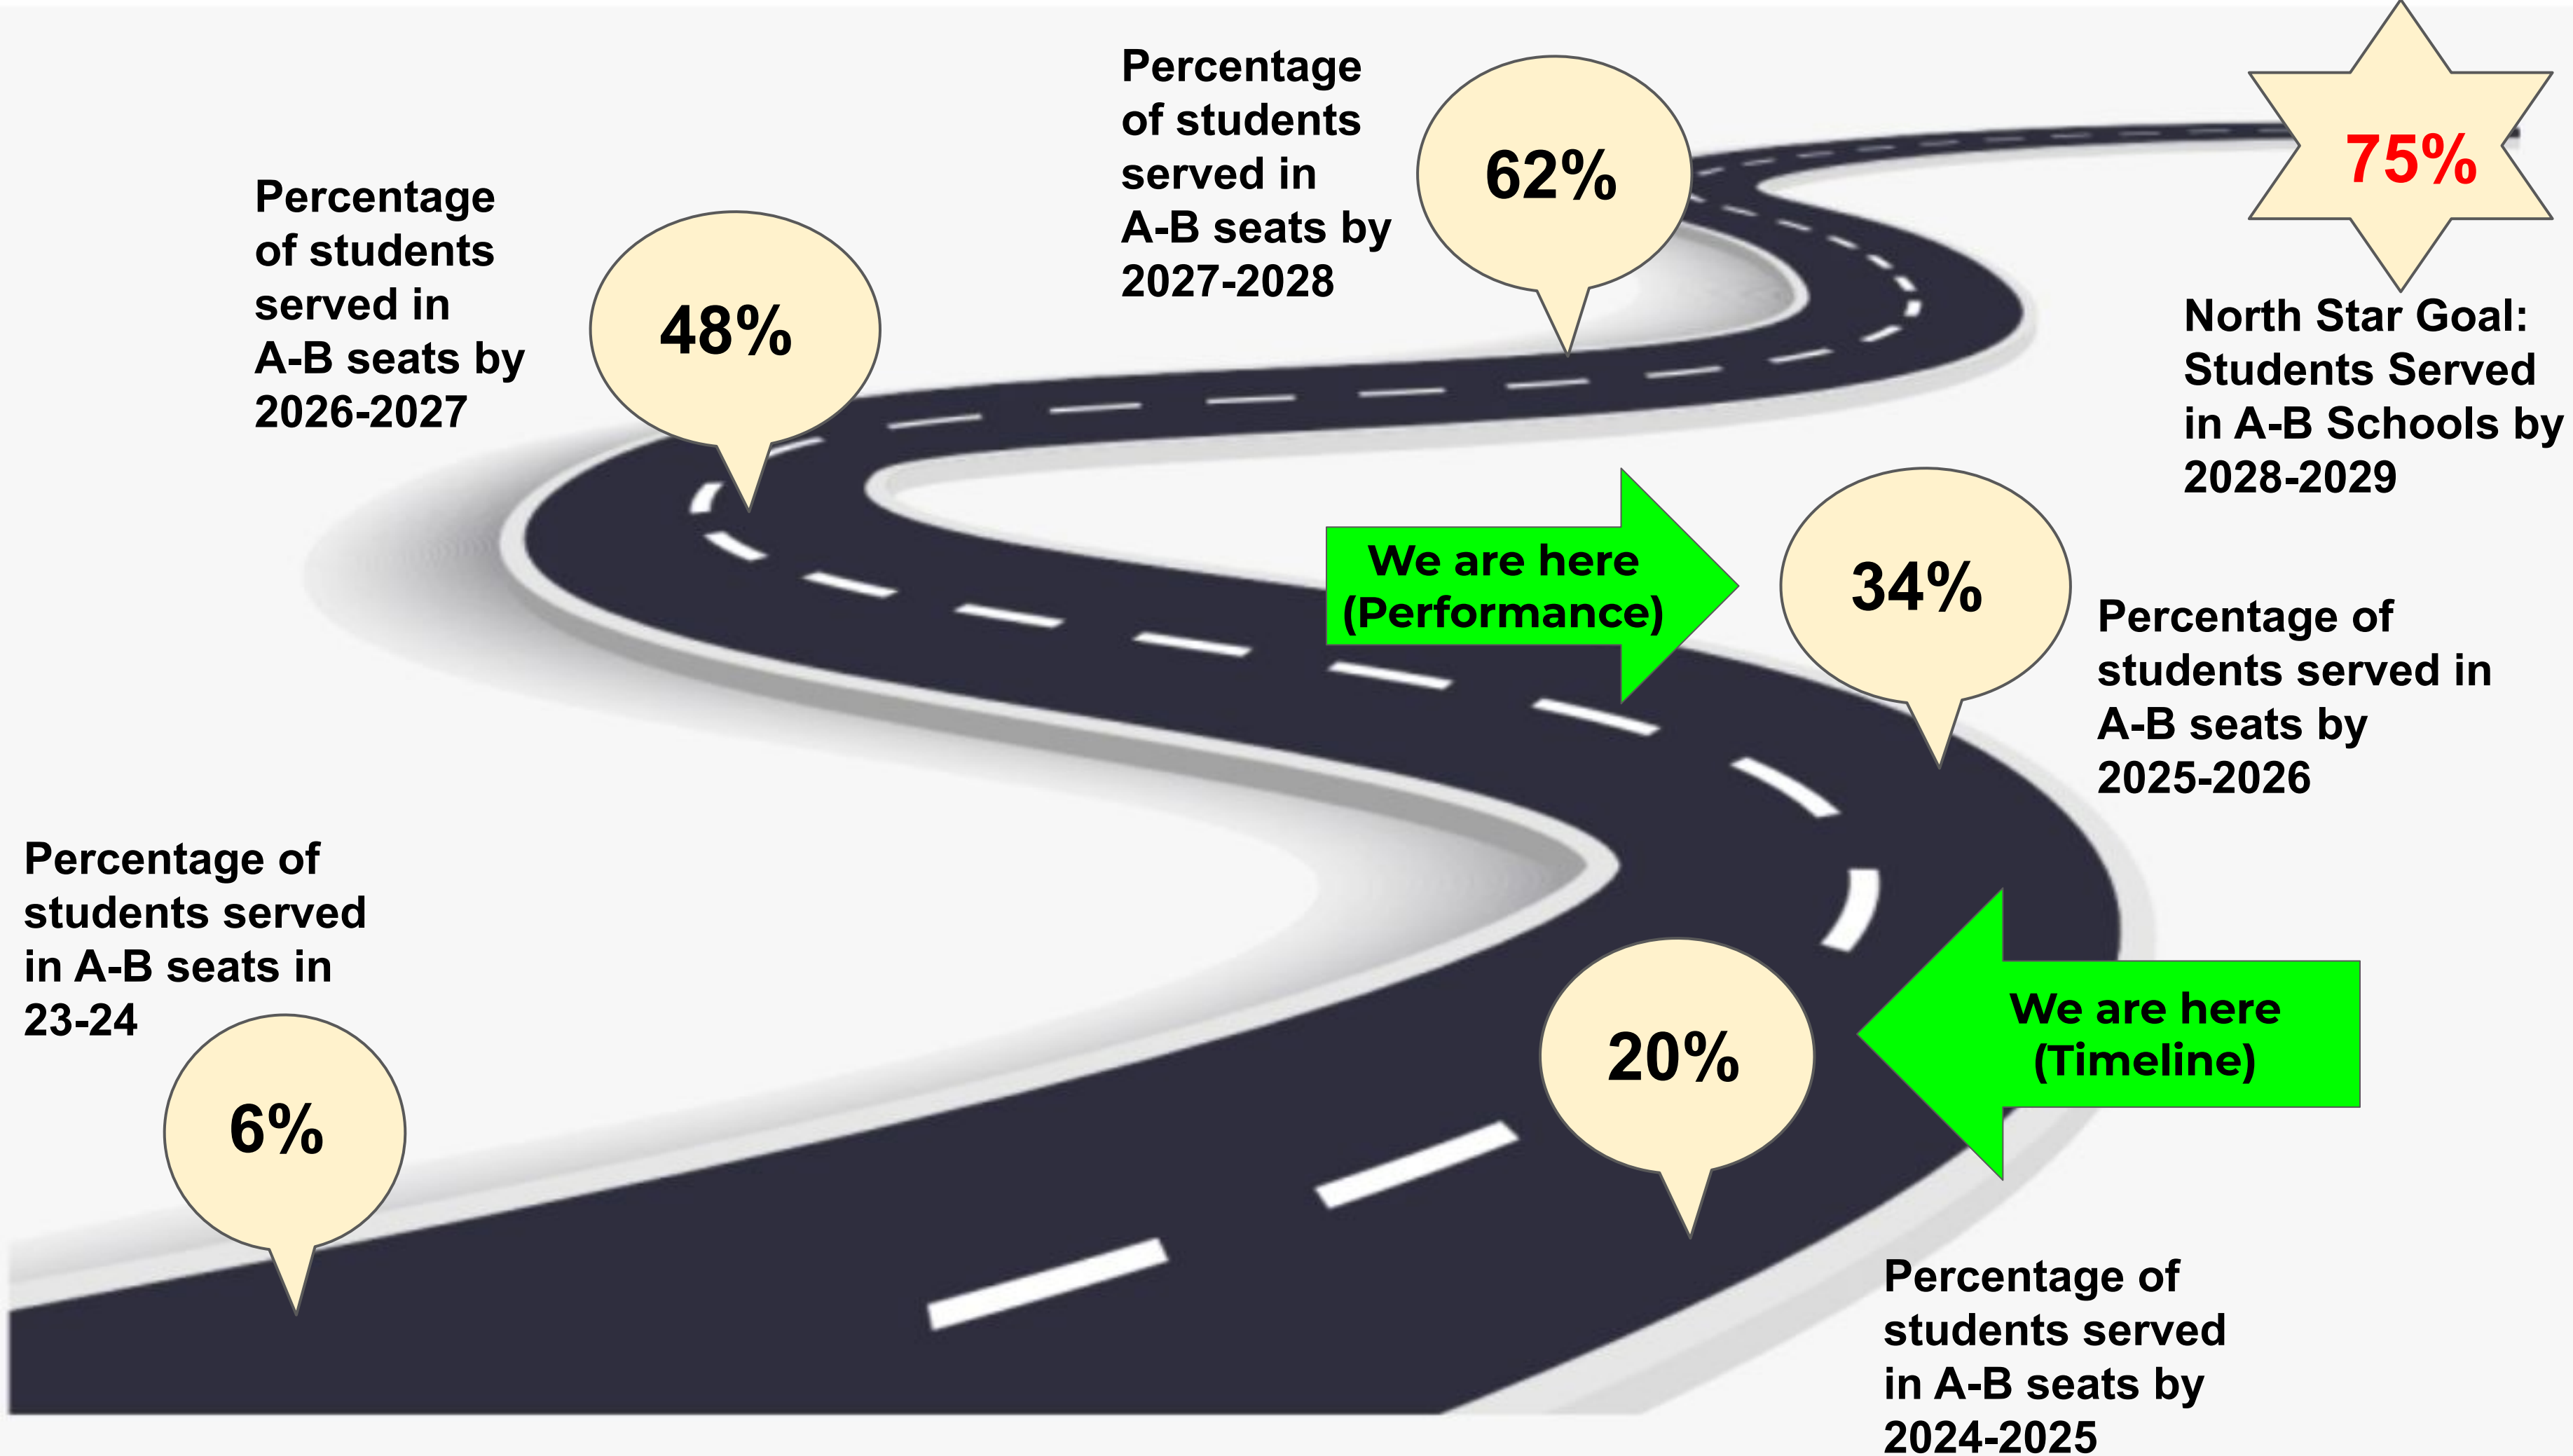 Percentage
of students
served in
A-B seats by
2027-2028
62%
75%
Percentage
of students
served in
A-B seats by
2026-2027
48%
North Star Goal:
Students Served
in A-B Schools by
2028-2029
We are here
(Performance)
34%
Percentage of
students served in
A-B seats by
2025-2026
Percentage of
students served
in A-B seats in
23-24
6%
20%
We are here
(Timeline)
Percentage of
students served
in A-B seats by
2024-2025